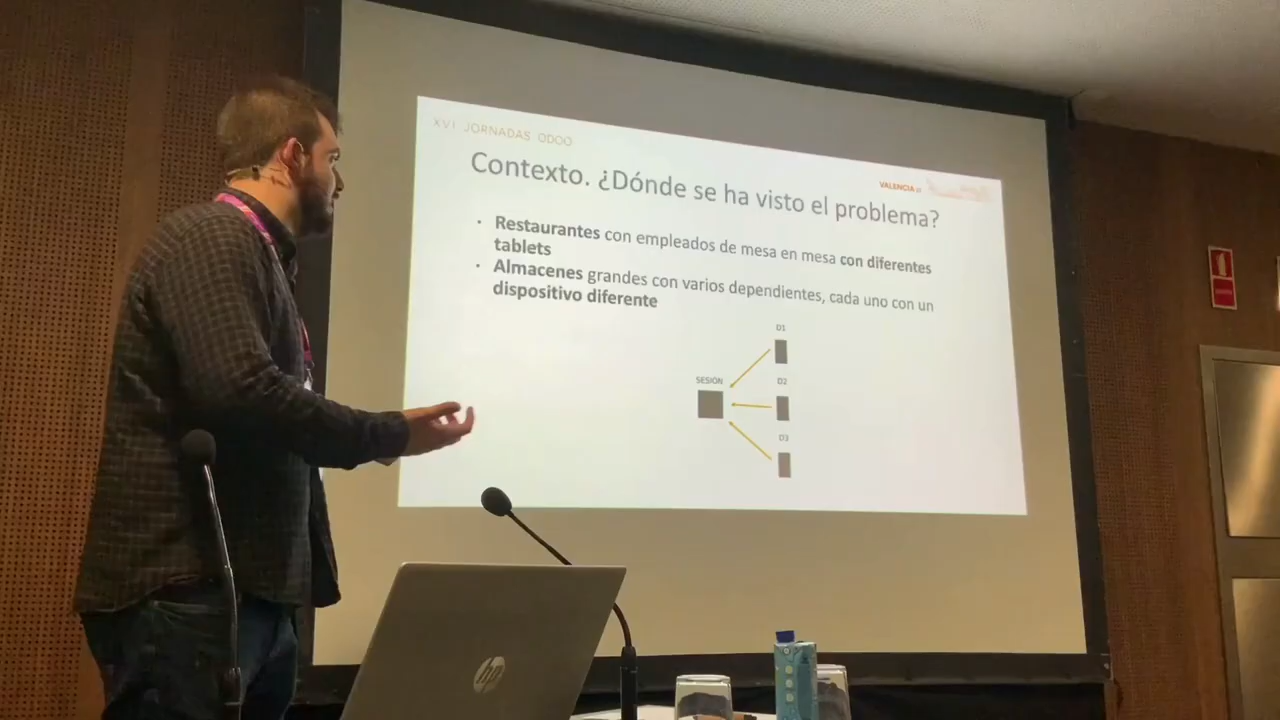 XVI JORNADAS ODOO
VALENCIA
Contexto. ¿Dónde se ha visto el problema?
· Restaurantes con empleados de mesa en mesa con diferentes
tablets
· Almacenes grandes con varios dependientes, cada uno con un
dispositivo diferente
D1
SESIÓN
D2
D3
hp